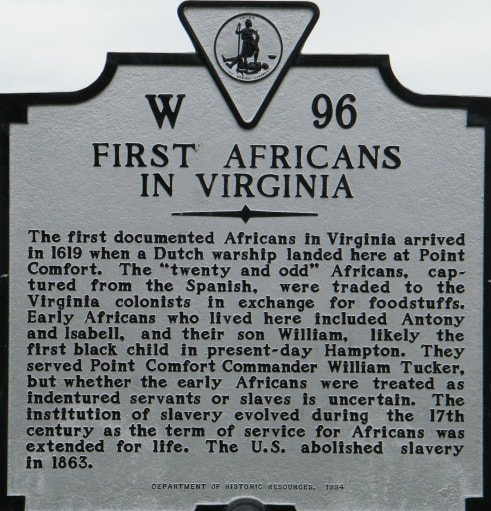 W 96
FIRST AFRICANS
IN VIRGINIA
The first documented Africans in Virginia arrived
in 1619 when a Dutch warship landed here at Point
Comfort. The "twenty and odd" Africans, cap-
tured from the Spanish, were traded to the
Virginia colonists in exchange for foodstuffs.
Early Africans who lived here included Antony
and Isabell, and their son William, likely the
first black child in present-day Hampton. They
served Point Comfort Commander William Tucker,
but whether the early Africans were treated as
indentured servants or slaves is uncertain. The
institution of slavery evolved during the 17th
century as the term of service for Africans was
extended for life. The U.S. abolished slavery
in 1863.
DEPARTMENT OF HISTORIC RESOURCES, 1994